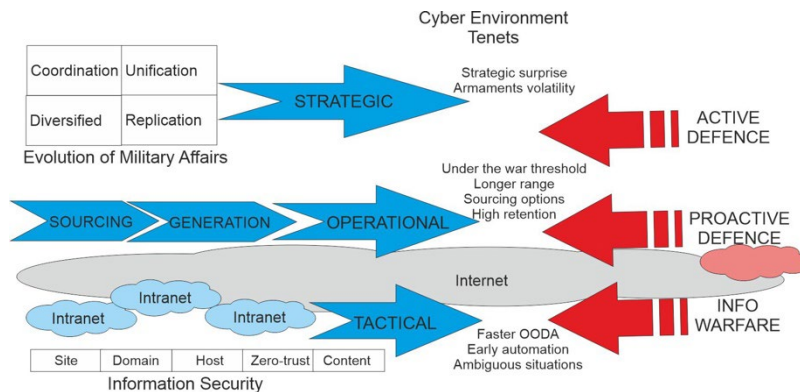 Cyber Environment
Tenets
Coordination
Unification
Diversified
Replication
Evolution of Military Affairs
STRATEGIC
Strategic surprise
Armaments volatility
ACTIVE
DEFENCE
SOURCING
GENERATION
OPERATIONAL
Under the war threshold
Longer range
Sourcing options
High retention
PROACTIVE
DEFENCE
Internet
Intranet
Intranet
Intranet
TACTICAL
Faster OODA
Early automation
Ambiguous situations
INFO
WARFARE
Site
Domain
Host
Zero-trust
Content
Information Security